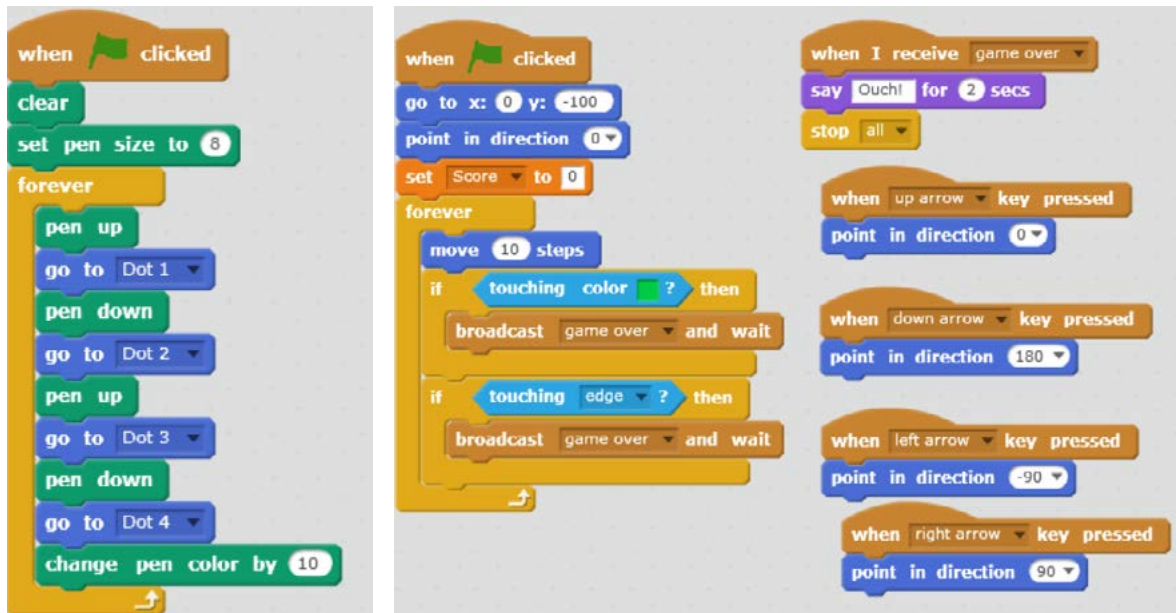 when clicked
clear
set pen size to 8
forever
pen up
go to Dot 1
pen down
go to Dot 2
pen up
go to Dot 3
pen down
go to Dot 4
change pen color by 10
when clicked
go to x: 0 y: -100
point in direction 0
set Score to 0
forever
move 10 steps
if touching color ? then
broadcast game over and wait
if touching edge ? then
broadcast game over and wait
when I receive game over
say Ouch! for 2 secs
stop all
when up arrow key pressed
point in direction 0
when down arrow key pressed
point in direction 180
when left arrow key pressed
point in direction -90
when right arrow key pressed
point in direction 90